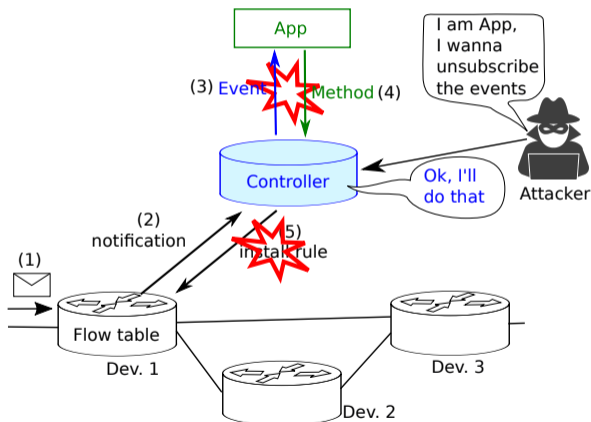 App
I am App,
I wanna
unsubscribe
the events
(3) Event
Method (4)
Controller
Ok, I'll
do that
Attacker
(2)
notification
5)
install rule
(1)
Flow table
Dev. 1
Dev. 2
Dev. 3